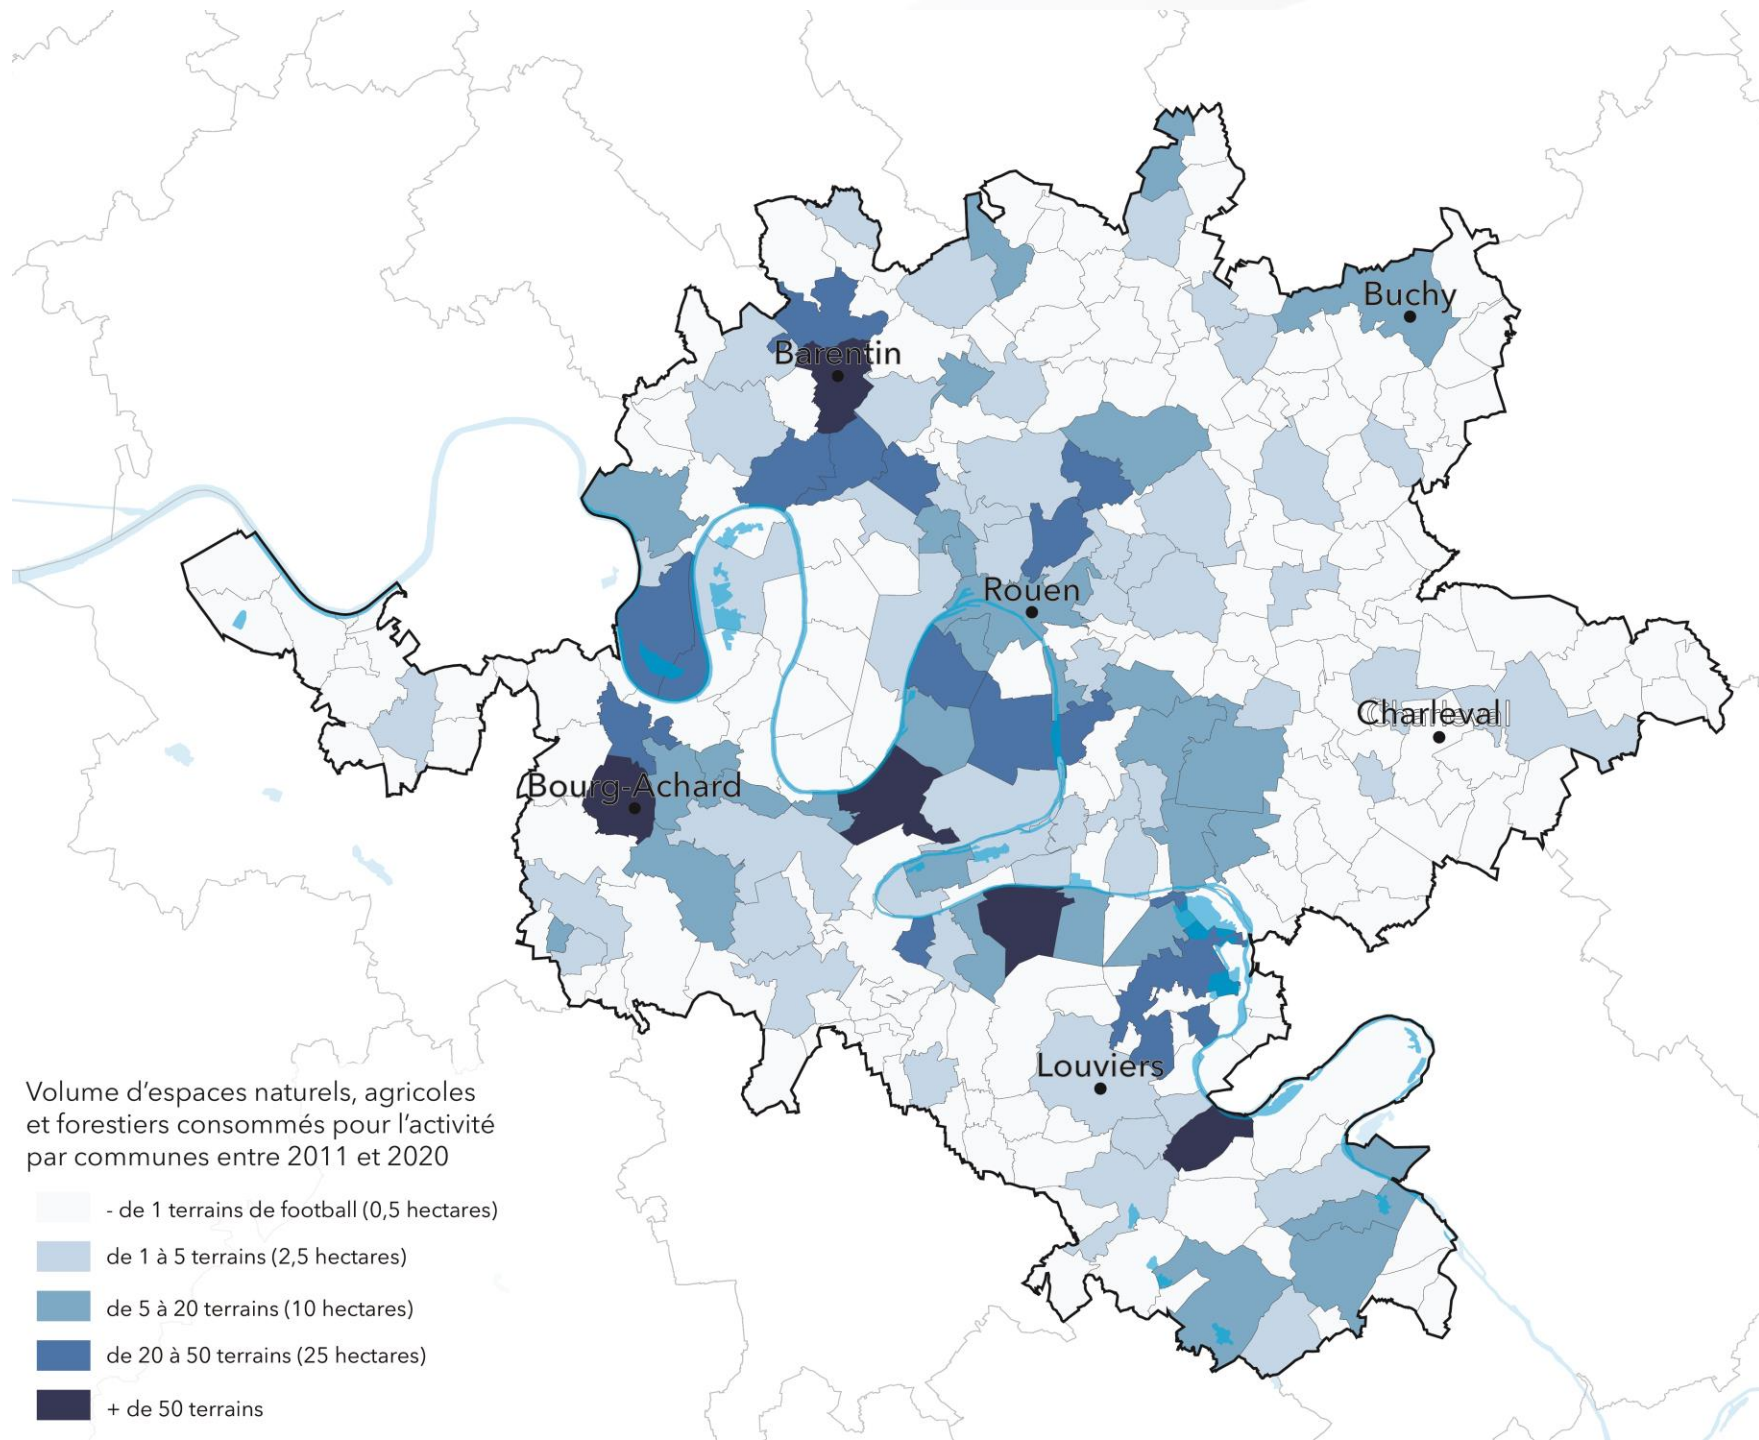 Buchy
Barentin
Rouen
Charleval
Bourg-Achard
Louviers
Volume d’espaces naturels, agricoles
et forestiers consommés pour l’activité
par communes entre 2011 et 2020
- de 1 terrains de football (0,5 hectares)
de 1 à 5 terrains (2,5 hectares)
de 5 à 20 terrains (10 hectares)
de 20 à 50 terrains (25 hectares)
+ de 50 terrains